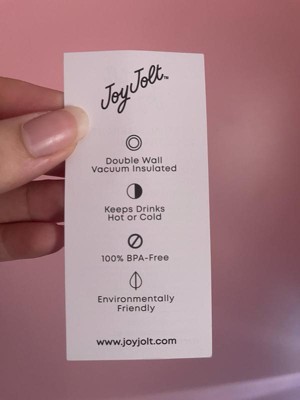 JoyJolt™
Double Wall
Vacuum Insulated
Keeps Drinks
Hot or Cold
100% BPA-Free
Environmentally
Friendly
www.joyjolt.com